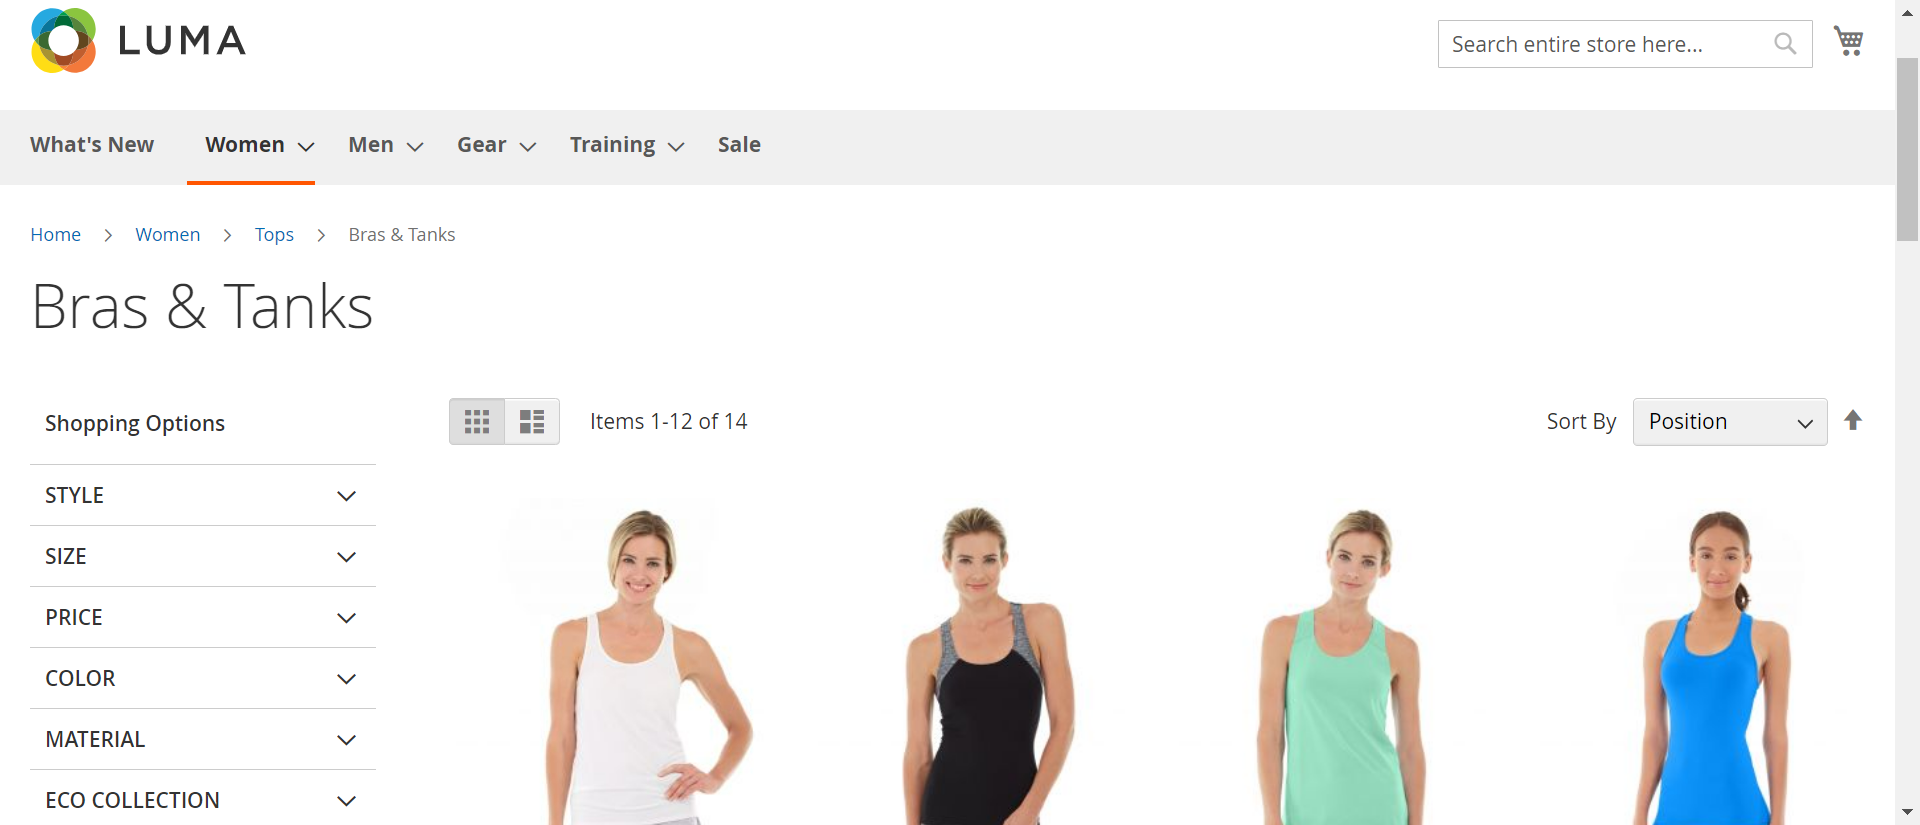 LUMA
Search entire store here...
What's New Women Men Gear Training Sale
Home Women Tops Bras & Tanks
Bras & Tanks
Shopping Options
Items 1-12 of 14
Sort By Position
STYLE
SIZE
PRICE
COLOR
MATERIAL
ECO COLLECTION